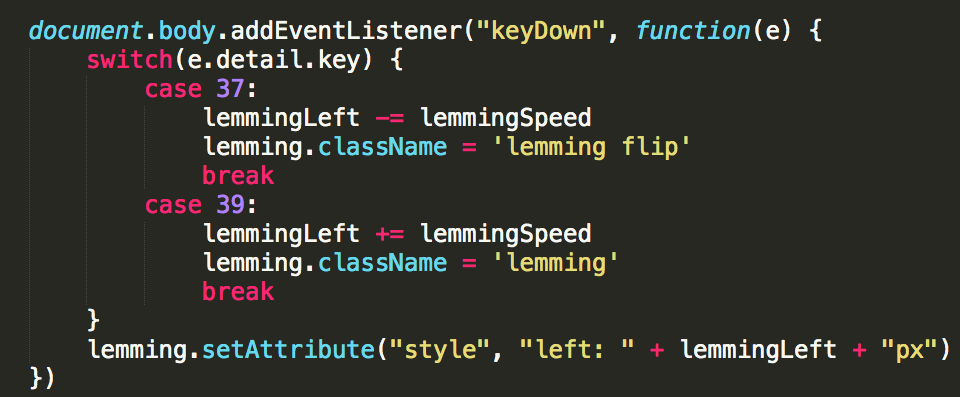 document.body.addEventListener("keyDown", function(e) {
    switch(e.detail.key) {
        case 37:
            lemmingLeft -= lemmingSpeed
            lemming.className = 'lemming flip'
            break
        case 39:
            lemmingLeft += lemmingSpeed
            lemming.className = 'lemming'
            break
    }
    lemming.setAttribute("style", "left: " + lemmingLeft + "px")
})